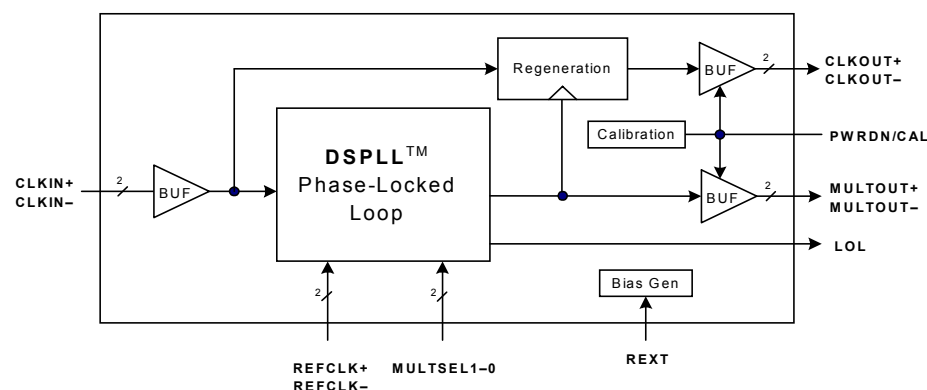 Regeneration
2
BUF
CLKOUT+
CLKOUT–
Calibration
PWRDN/CAL
DSPLL™
Phase-Locked
Loop
CLKIN+
CLKIN–
2
BUF
BUF
2
MULTOUT+
MULTOUT–
LOL
2
2
Bias Gen
REFCLK+
REFCLK–
MULTSEL1–0
REXT